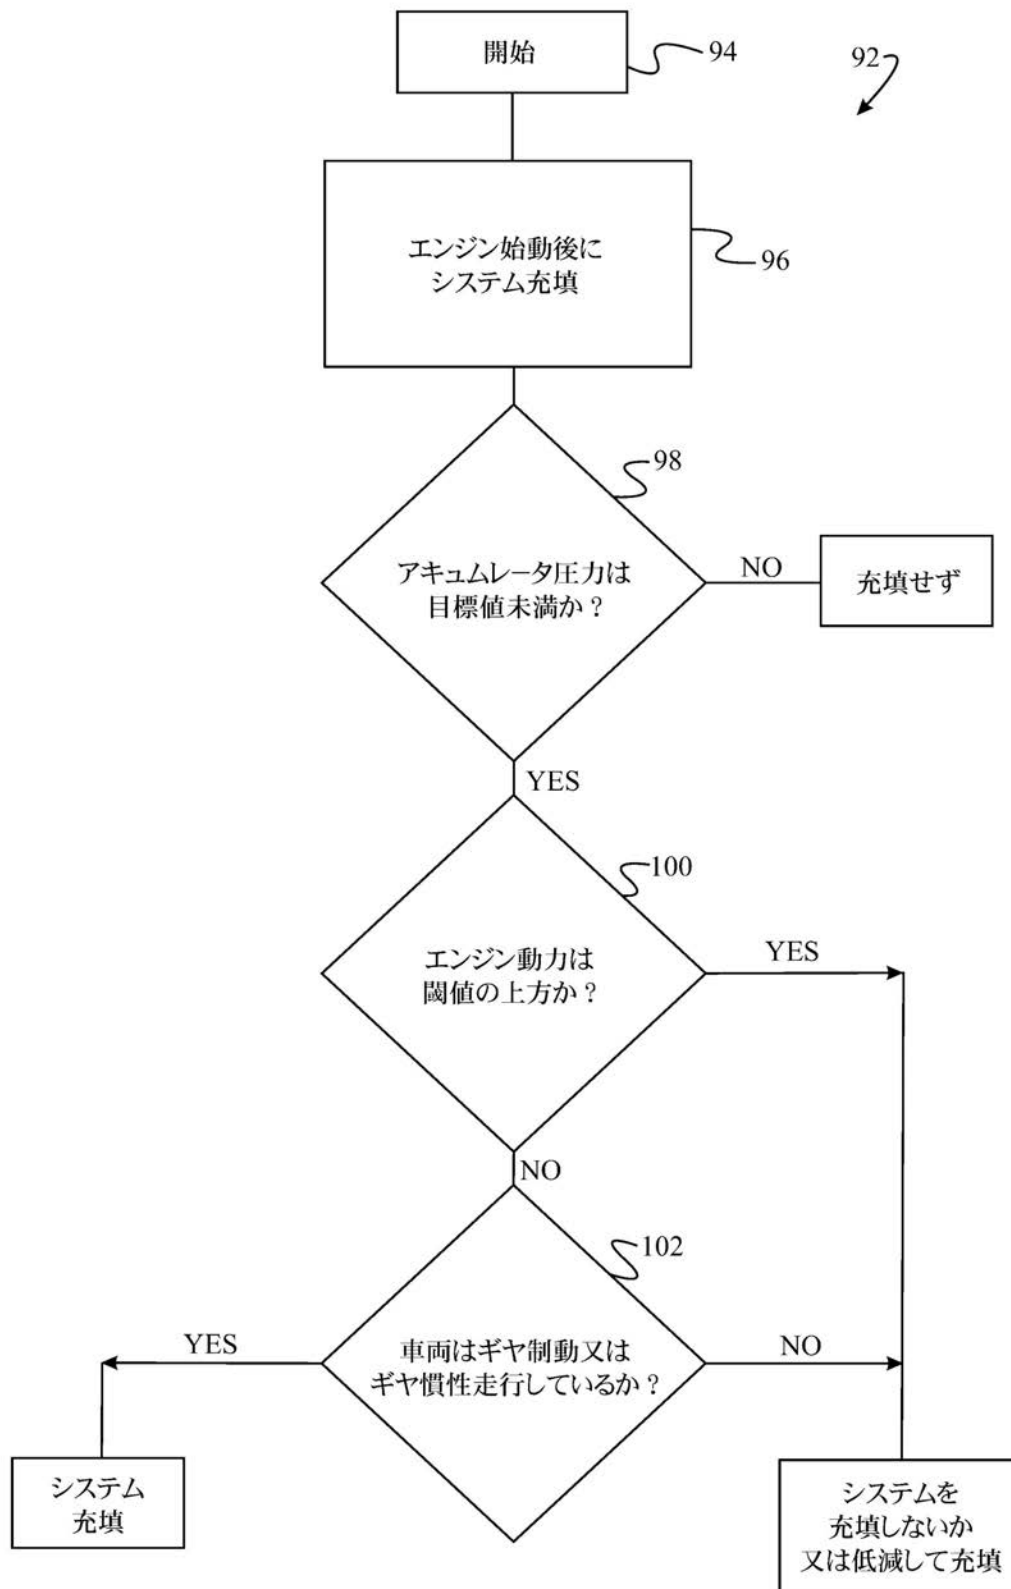 開始
94
92
エンジン始動後に
システム充填
96
98
アキュムレータ圧力は
目標値未満か？
NO
充填せず
YES
100
エンジン動力は
閾値の上方か？
YES
NO
102
YES
車両はギヤ制動又は
ギヤ慣性走行しているか？
NO
システム
充填
システムを
充填しないか
又は低減して充填